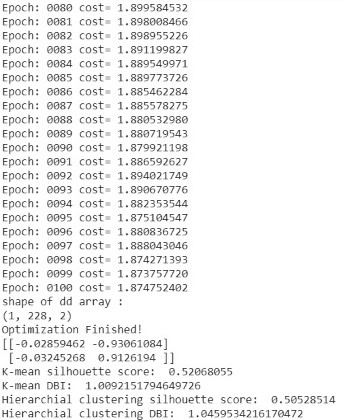 Epoch: 0080 cost= 1.899584532
Epoch: 0081 cost= 1.898008466
Epoch: 0082 cost= 1.898955226
Epoch: 0083 cost= 1.891199827
Epoch: 0084 cost= 1.889549971
Epoch: 0085 cost= 1.889773726
Epoch: 0086 cost= 1.885462284
Epoch: 0087 cost= 1.885578275
Epoch: 0088 cost= 1.880532980
Epoch: 0089 cost= 1.880719543
Epoch: 0090 cost= 1.879921198
Epoch: 0091 cost= 1.886592627
Epoch: 0092 cost= 1.894021749
Epoch: 0093 cost= 1.890670776
Epoch: 0094 cost= 1.882353544
Epoch: 0095 cost= 1.875104547
Epoch: 0096 cost= 1.880836725
Epoch: 0097 cost= 1.888043046
Epoch: 0098 cost= 1.874271393
Epoch: 0099 cost= 1.873757720
Epoch: 0100 cost= 1.874752402
shape of dd array :
(1, 228, 2)
Optimization Finished!
[[-0.02859462 -0.93061084]
 [-0.03245268  0.9126194 ]]
K-mean silhouette score:  0.52068055
K-mean DBI:  1.0092151794649726
Hierarchial clustering silhouette score:  0.50528514
Hierarchial clustering DBI:  1.0459534216170472